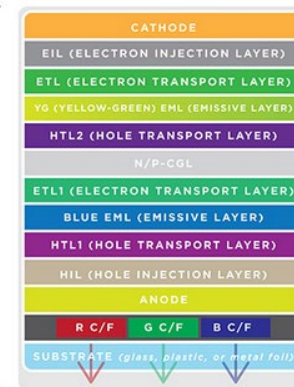 CATHODE
EIL (ELECTRON INJECTION LAYER)
ETL (ELECTRON TRANSPORT LAYER)
YG (YELLOW-GREEN) EML (EMISSIVE LAYER)
HTL2 (HOLE TRANSPORT LAYER)
N/P-CGL
ETL1 (ELECTRON TRANSPORT LAYER)
BLUE EML (EMISSIVE LAYER)
HTL1 (HOLE TRANSPORT LAYER)
HIL (HOLE INJECTION LAYER)
ANODE
R C/F G C/F B C/F
SUBSTRATE (glass, plastic, or metal foil)